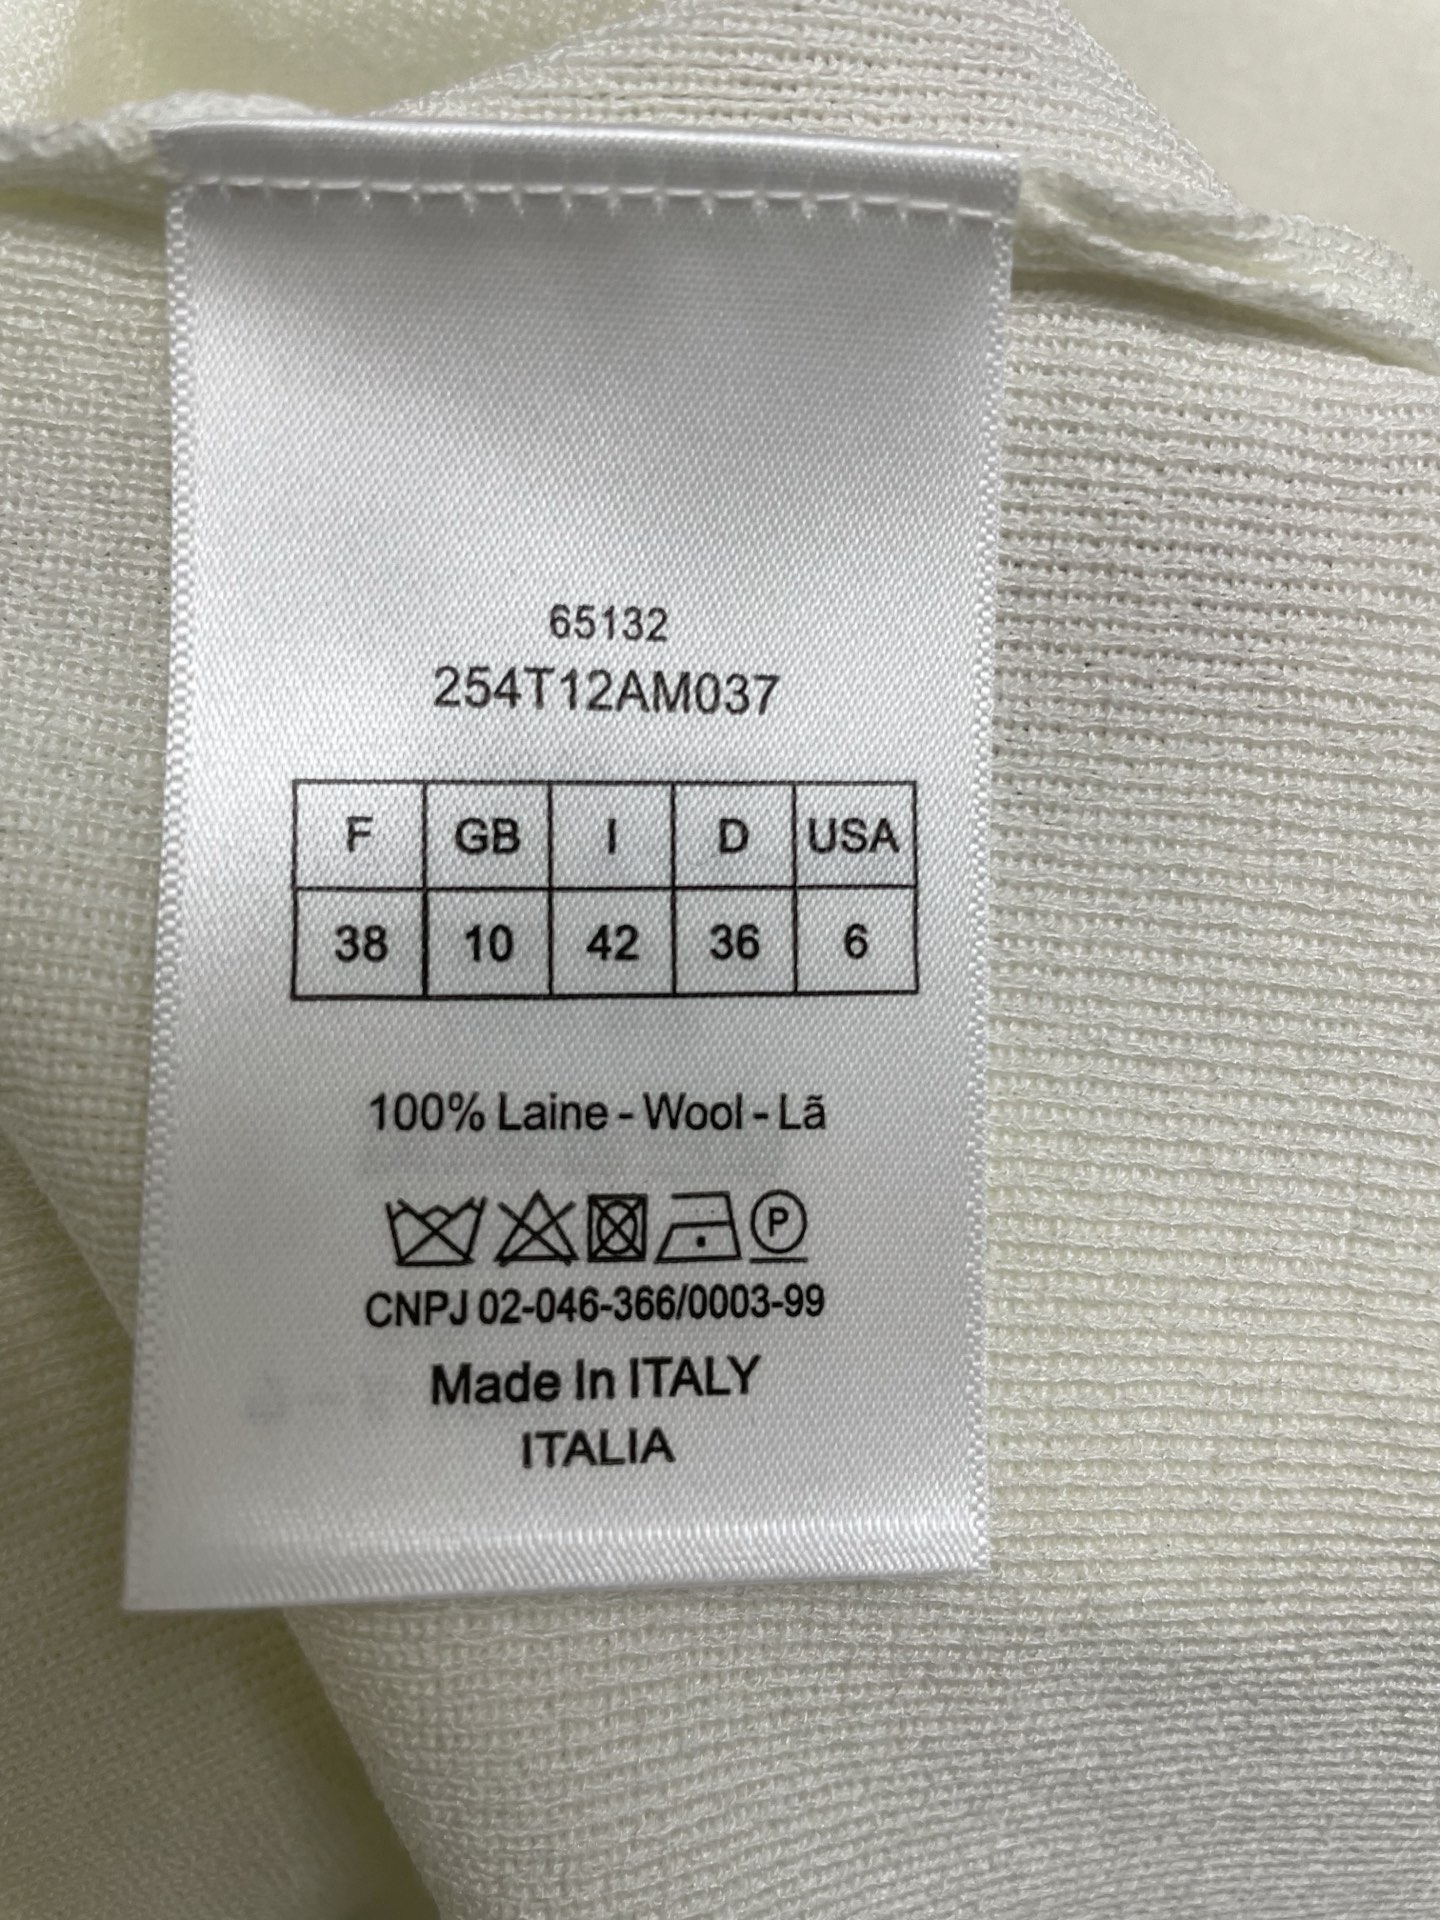 65132
254T12AM037
F GB I D USA
38 10 42 36 6
100% Laine - Wool - Lã
P
CNPJ 02-046-366/0003-99
Made In ITALY
ITALIA